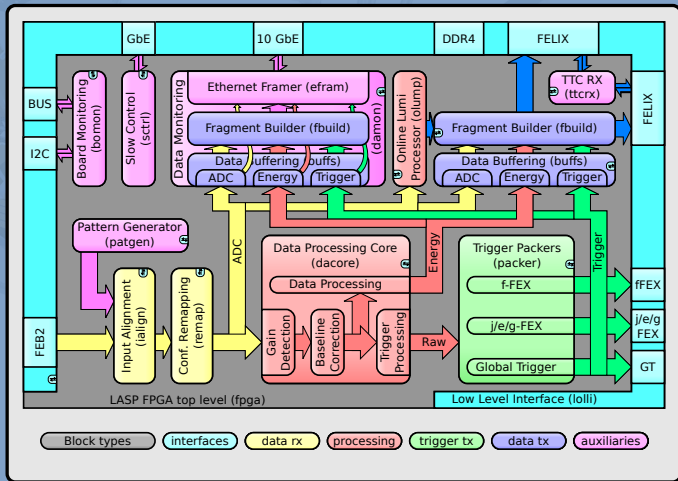 GbE
10 GbE
DDR4
FELIX
BUS
I2C
Board Monitoring
(bomon)
Slow Control
(sctrl)
Data Monitoring
(damon)
Ethernet Framer (efram)
Fragment Builder (fbuild)
Data Buffering (buffs)
ADC
Energy
Trigger
Online Lumi
Processor (olump)
TTC RX
(ttcrx)
FELIX
Fragment Builder (fbuild)
Data Buffering (buffs)
ADC
Energy
Trigger
Pattern Generator
(patgen)
ADC
Data Processing Core
(dacore)
Data Processing
Energy
Trigger Packers
(packer)
Trigger
f-FEX
j/e/g-FEX
Global Trigger
fFEX
j/e/g
FEX
GT
FEB2
Input Alignment
(ialign)
Conf. Remapping
(remap)
Gain
Detection
Baseline
Correction
Trigger
Processing
Raw
LASP FPGA top level (fpga)
Low Level Interface (lolli)
Block types
interfaces
data rx
processing
trigger tx
data tx
auxiliaries